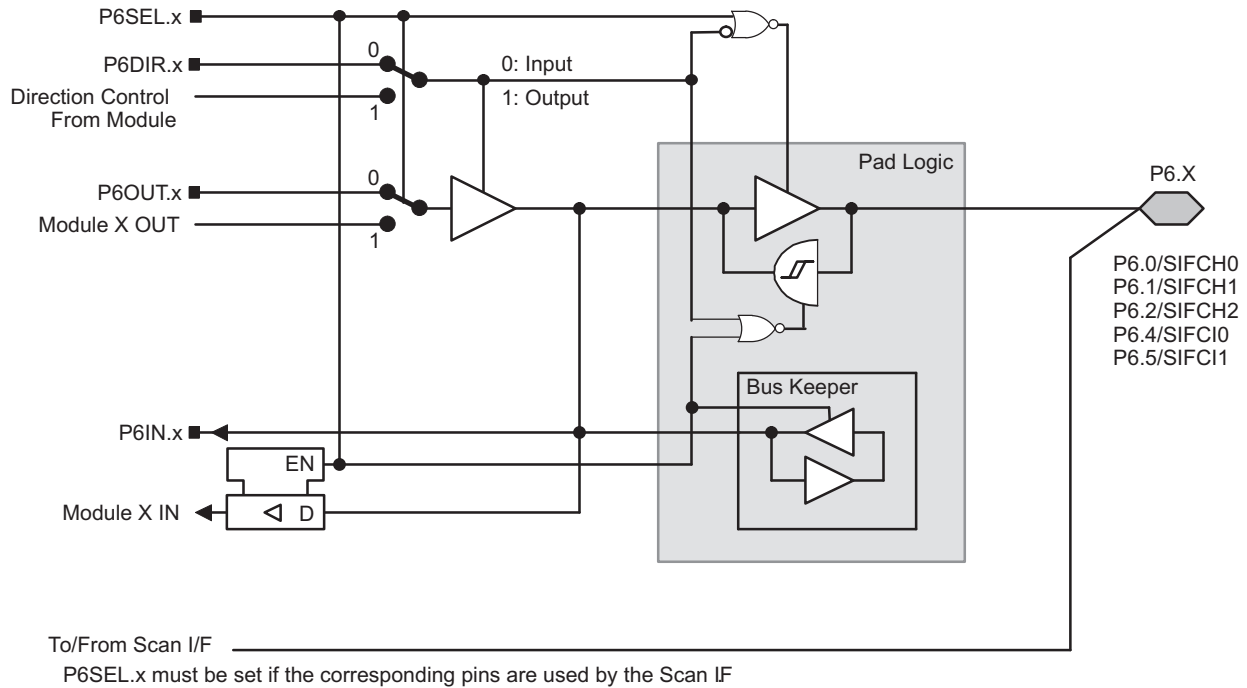 P6SEL.x
P6DIR.x
0
0: Input
Direction Control
From Module
1
1: Output
Pad Logic
P6OUT.x
0
Module X OUT
1
P6.X
P6.0/SIFCH0
P6.1/SIFCH1
P6.2/SIFCH2
P6.4/SIFCI0
P6.5/SIFCI1
Bus Keeper
P6IN.x
EN
Module X IN
D
To/From Scan I/F
P6SEL.x must be set if the corresponding pins are used by the Scan I/F